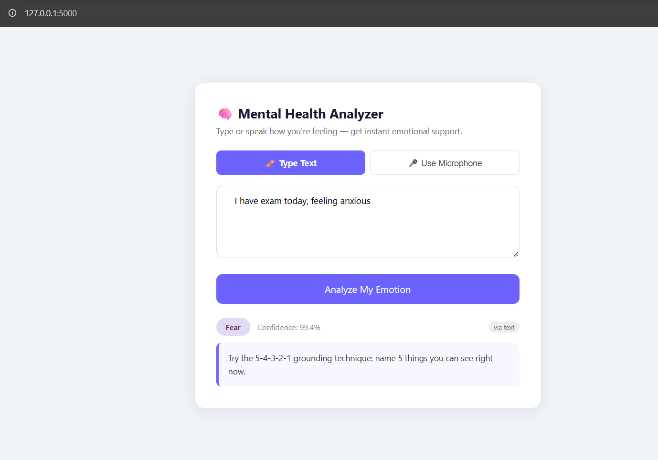 127.0.0.1:5000
🧠 Mental Health Analyzer
Type or speak how you're feeling — get instant emotional support.
✏️ Type Text
🎤 Use Microphone
I have exam today, feeling anxious
Analyze My Emotion
Fear Confidence: 99.4% via text
Try the 5-4-3-2-1 grounding technique: name 5 things you can see right
now.